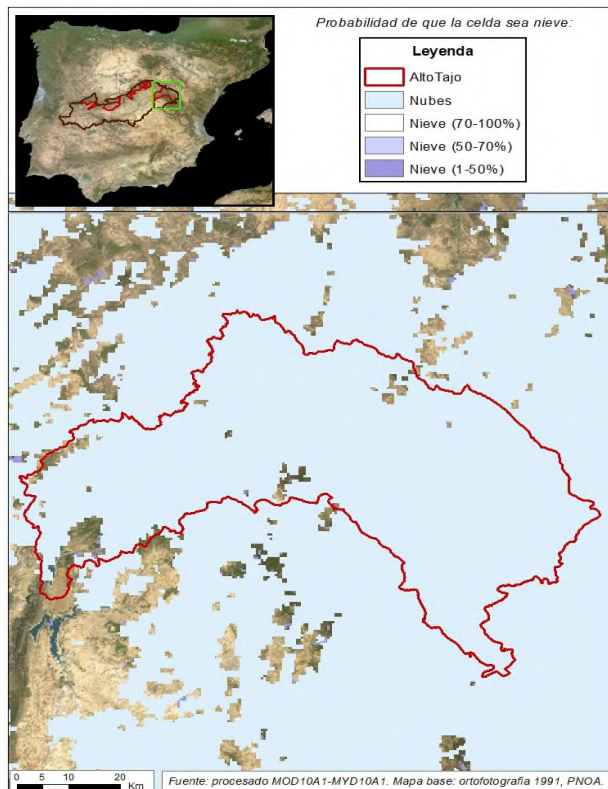 Probabilidad de que la celda sea nieve:
Leyenda
AltoTajo
Nubes
Nieve (70-100%)
Nieve (50-70%)
Nieve (1-50%)
0 5 10 20
Km
Fuente: procesado MOD10A1-MYD10A1. Mapa base: ortofotografia 1991, PNOA.